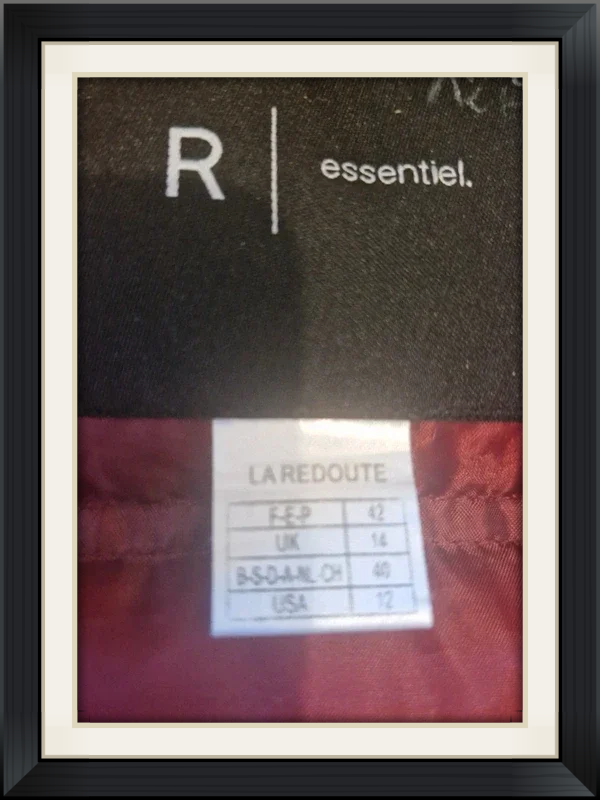 R | essentiel.
LA REDOUTE
F-E-P 42
UK 14
B-S-D-A-NL-CH 40
USA 12